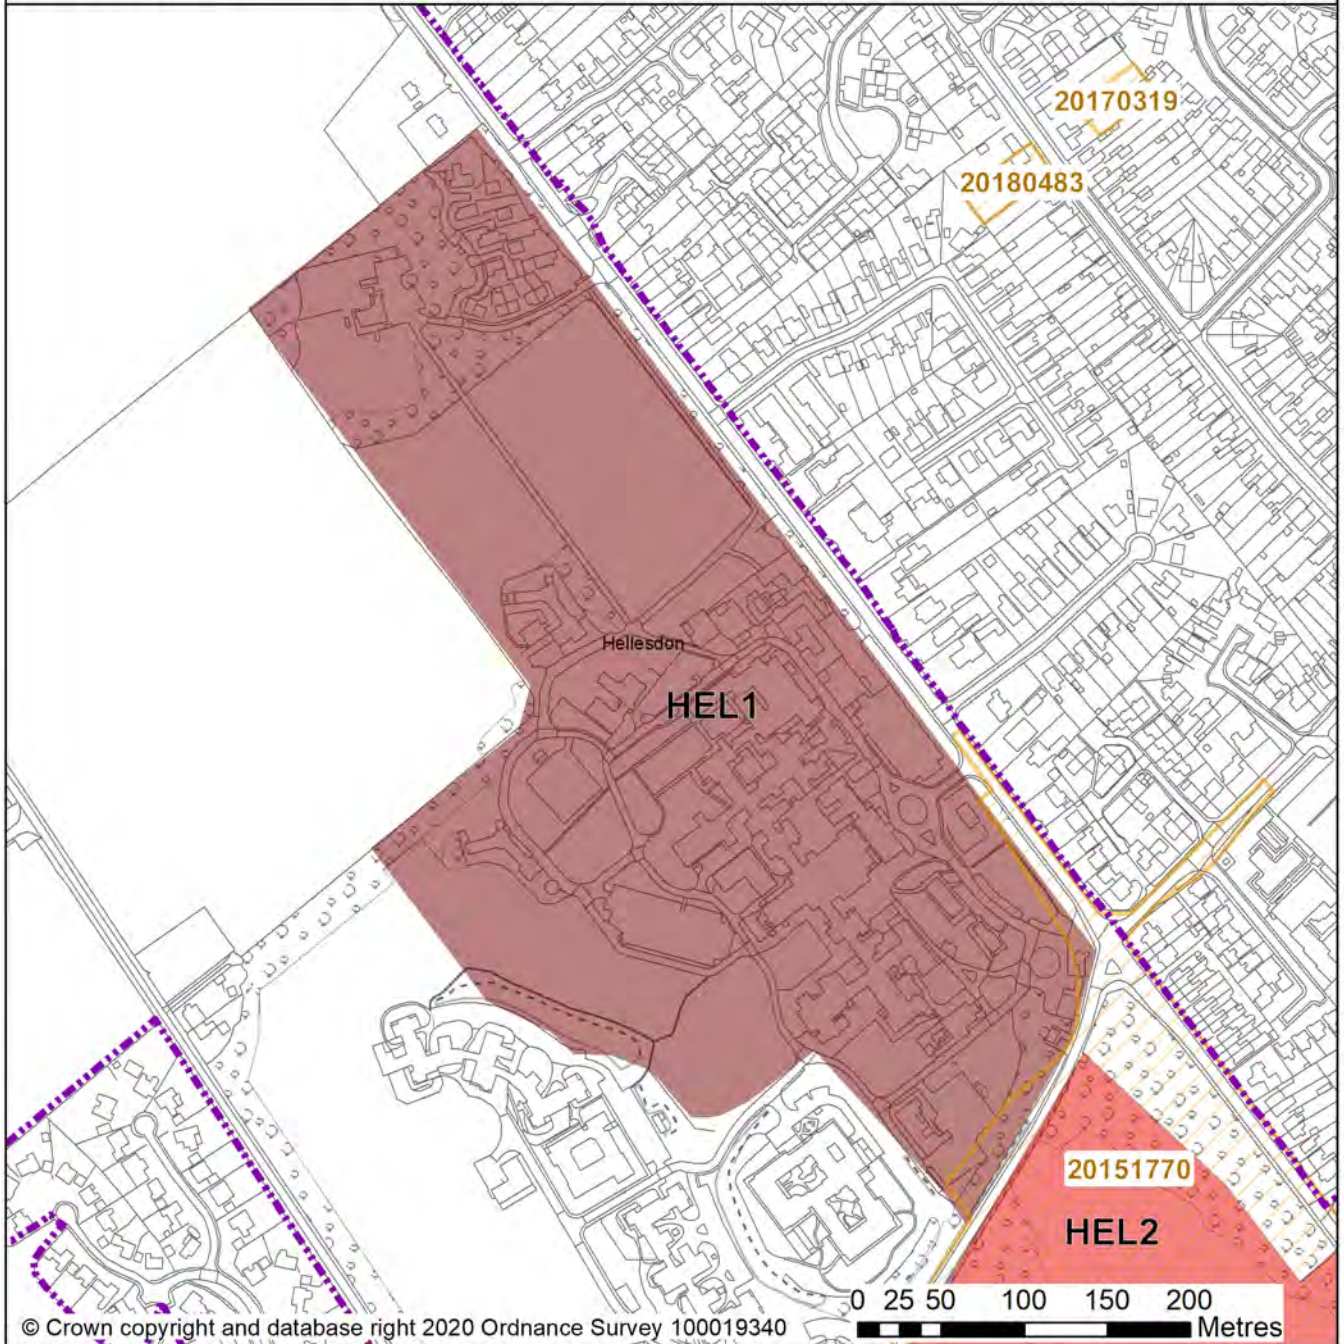 20170319
20180483
Hellesdon
HEL1
20151770
HEL2
0 25 50 100 150 200
Metres
© Crown copyright and database right 2020 Ordnance Survey 100019340